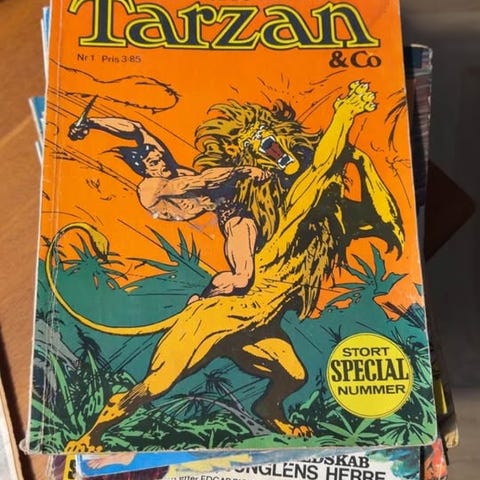 Tarzan
& Co
Nr 1 Pris 3.85
STORT
SPECIAL
NUMMER
JUNGLENS HERRE